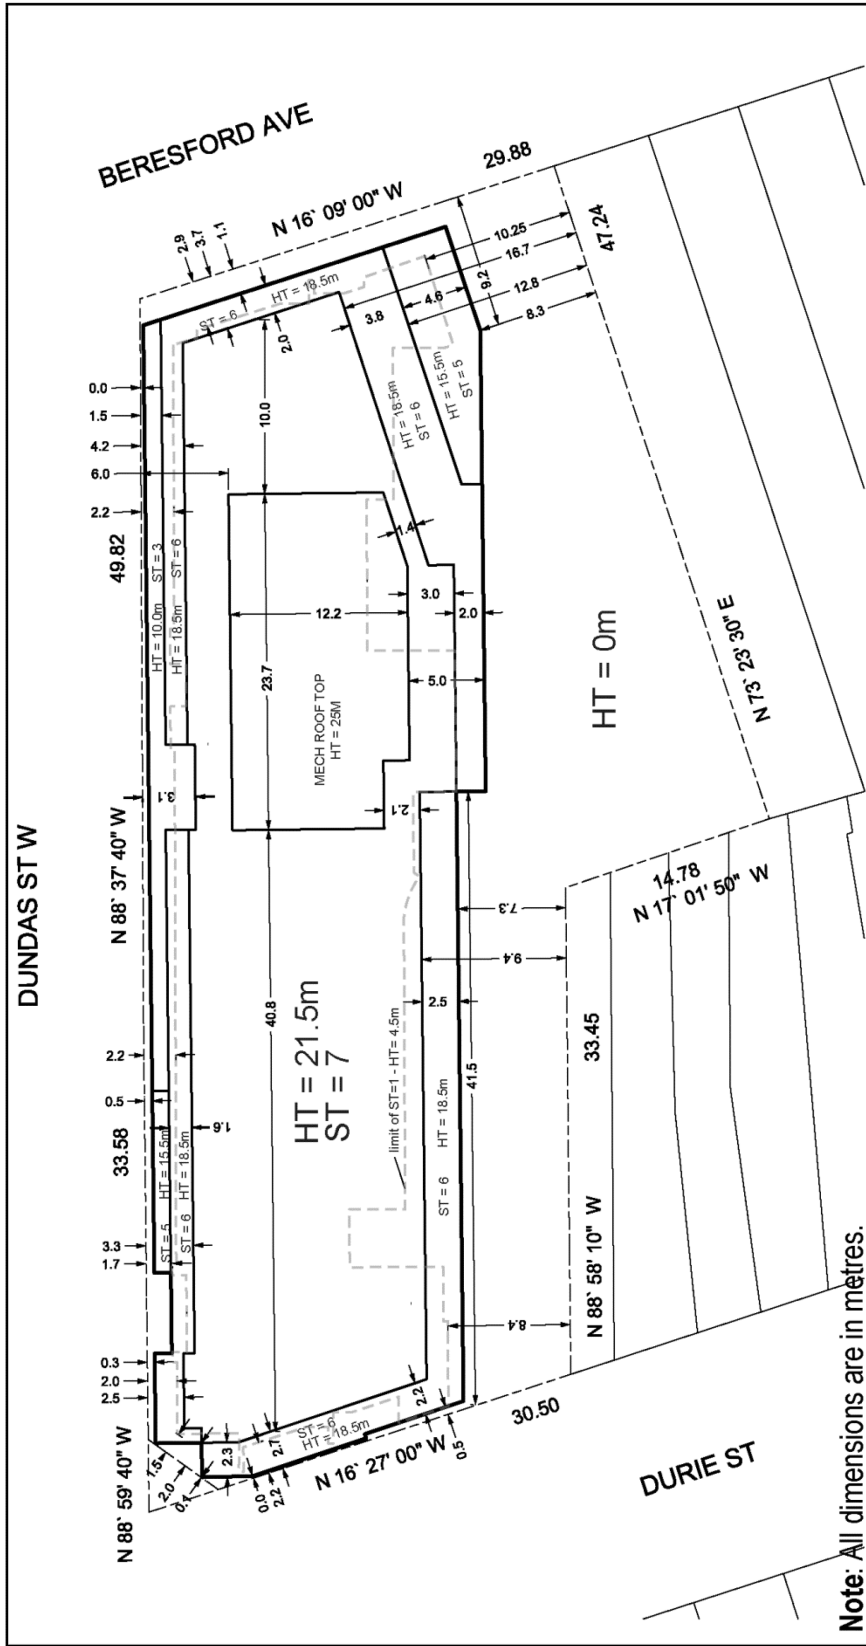 BERESFORD AVE
29.88
N 16° 09' 00" W
2.9
3.7
1.1
HT = 18.5m
ST = 6
2.0
10.25
16.7
9.2
12.8
8.3
4.6
3.8
47.24
HT = 15.5m
ST = 5
HT = 18.5m
ST = 6
0.0
1.5
4.2
6.0
2.2
10.0
49.82
HT = 10.0m ST = 3
HT = 18.5m ST = 6
1.4
3.0
2.0
12.2
23.7
5.0
MECH ROOF TOP
HT = 25M
HT = 0m
N 73° 23' 30" E
3.1
2.1
DUNDAS ST W
N 88° 37' 40" W
14.78
N 17° 01' 50" W
7.3
9.4
40.8
HT = 21.5m
ST = 7
2.5
limit of ST=1 - HT= 4.5m
41.5
33.45
2.2
0.5
1.6
33.58
ST = 5 HT = 15.5m
ST = 6 HT = 18.5m
ST = 6 HT = 18.5m
3.3
1.7
8.4
N 88° 58' 10" W
0.3
2.0
2.5
2.2
ST = 6
HT = 18.5m
2.7
2.3
N 16° 27' 00" W
0.5
30.50
1.5
2.0
0.1
0.0
2.2
N 88° 59' 40" W
DURIE ST
Note: All dimensions are in metres.